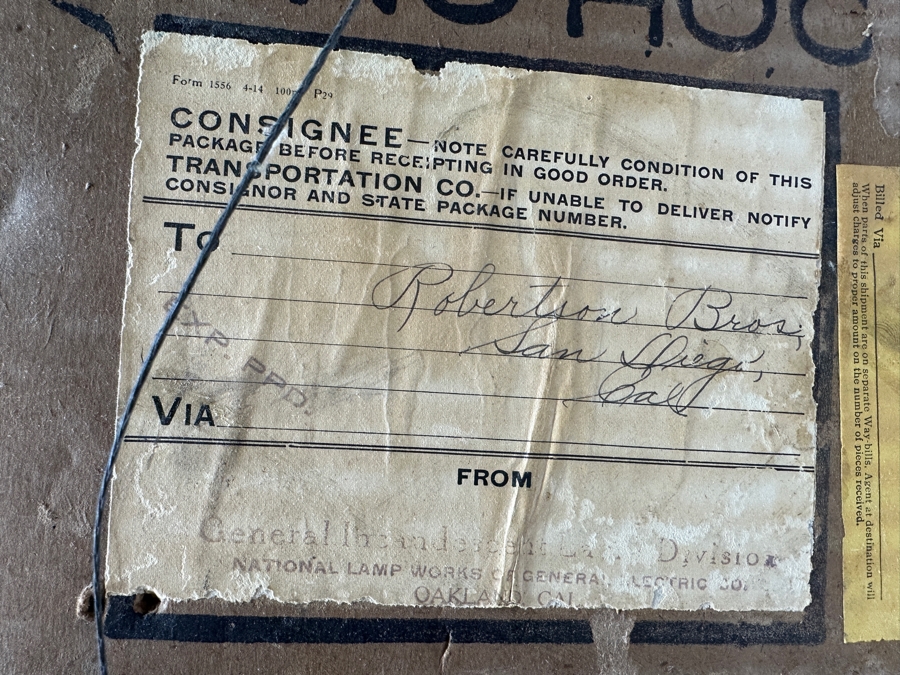 NO HOO
Form 1556 4-14 100 P29
CONSIGNEE—NOTE CAREFULLY CONDITION OF THIS
PACKAGE BEFORE RECEIPTING IN GOOD ORDER.
TRANSPORTATION CO.—IF UNABLE TO DELIVER NOTIFY
CONSIGNOR AND STATE PACKAGE NUMBER.
To
Robertson Bros,
San Diego,
Cal
EXP. PPD.
VIA
FROM
General Incandescent Lamp Division
NATIONAL LAMP WORKS OF GENERAL ELECTRIC CO.
OAKLAND, CAL
Billed Via
When parts of this shipment are on separate Way-bills, Agent at destination will
adjust charges to proper amount on the number of pieces received.